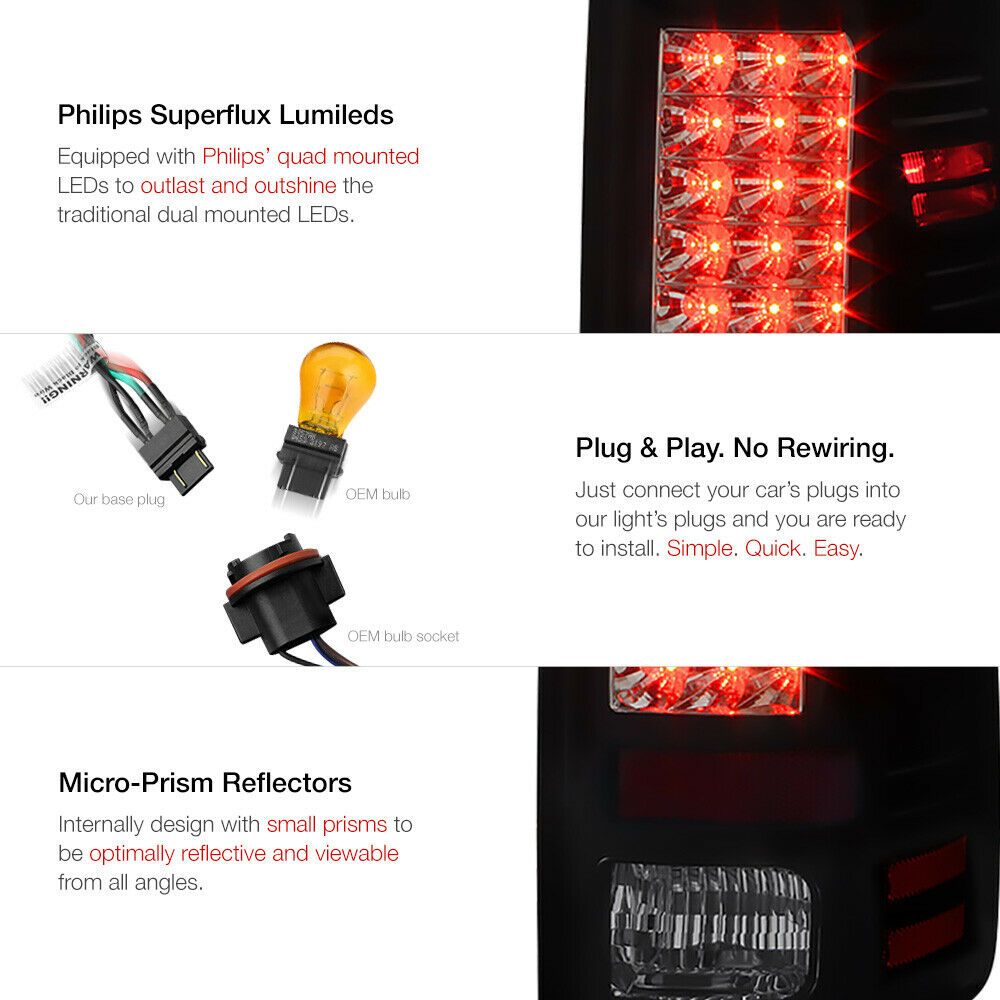 Philips Superflux Lumileds
Equipped with Philips' quad mounted
LEDs to outlast and outshine the
traditional dual mounted LEDs.
WARNING!!
Our base plug
OEM bulb
OEM bulb socket
Plug & Play. No Rewiring.
Just connect your car's plugs into
our light's plugs and you are ready
to install. Simple. Quick. Easy.
Micro-Prism Reflectors
Internally design with small prisms to
be optimally reflective and viewable
from all angles.